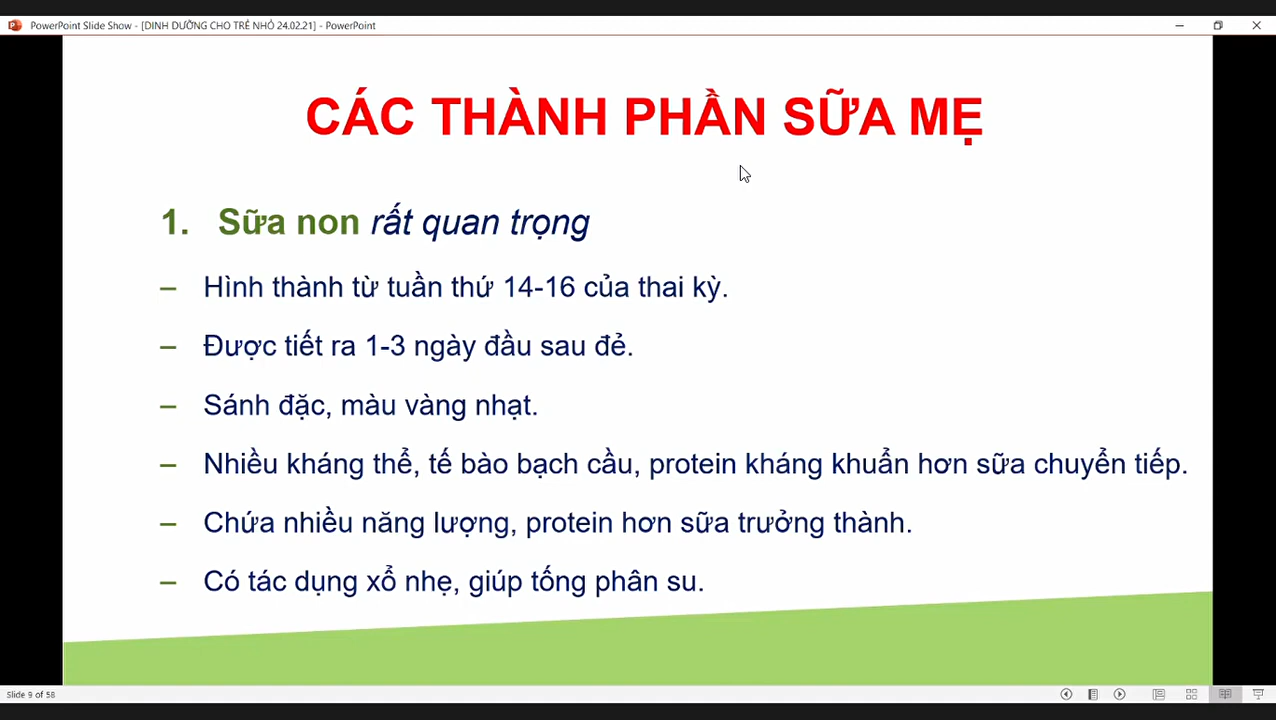 PowerPoint Slide Show - [DINH DƯỠNG CHO TRẺ NHỎ 24.02.21] - PowerPoint
CÁC THÀNH PHẦN SỮA MẸ
1. Sữa non rất quan trọng
– Hình thành từ tuần thứ 14-16 của thai kỳ.
– Được tiết ra 1-3 ngày đầu sau đẻ.
– Sánh đặc, màu vàng nhạt.
– Nhiều kháng thể, tế bào bạch cầu, protein kháng khuẩn hơn sữa chuyển tiếp.
– Chứa nhiều năng lượng, protein hơn sữa trưởng thành.
– Có tác dụng xổ nhẹ, giúp tống phân su.
Slide 9 of 58